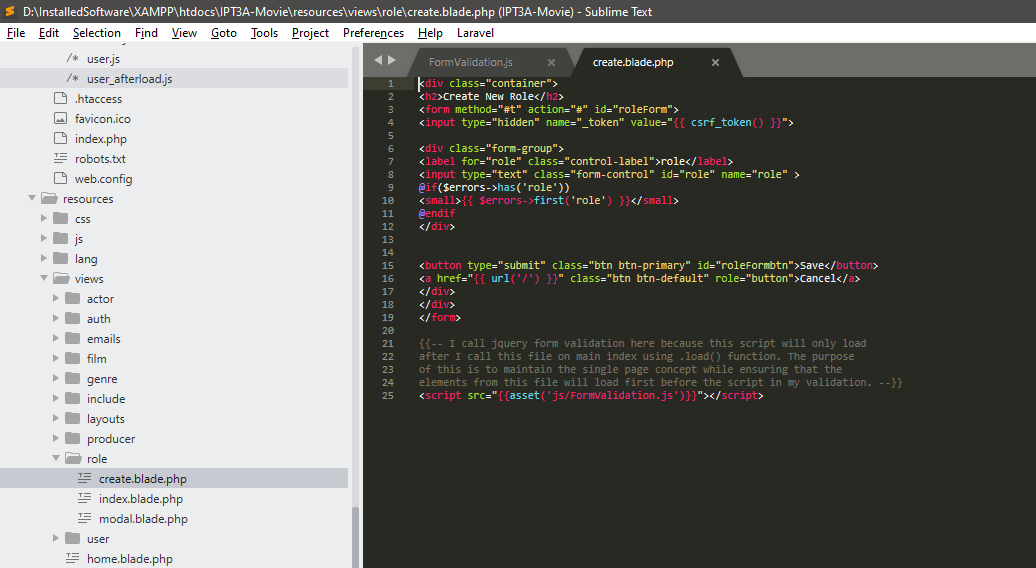 D:\InstalledSoftware\XAMPP\htdocs\IPT3A-Movie\resources\views\role\create.blade.php (IPT3A-Movie) - Sublime Text
File Edit Selection Find View Goto Tools Project Preferences Help Laravel
/* user.js
/* user_afterload.js
.htaccess
favicon.ico
index.php
robots.txt
web.config
resources
css
js
lang
views
actor
auth
emails
film
genre
include
layouts
producer
role
create.blade.php
index.blade.php
modal.blade.php
user
home.blade.php
FormValidation.js × create.blade.php ×
1 <div class="container">
2 <h2>Create New Role</h2>
3 <form method="#t" action="#" id="roleForm">
4 <input type="hidden" name="_token" value="{{ csrf_token() }}">
5
6 <div class="form-group">
7 <label for="role" class="control-label">role</label>
8 <input type="text" class="form-control" id="role" name="role" >
9 @if($errors->has('role'))
10 <small>{{ $errors->first('role') }}</small>
11 @endif
12 </div>
13
14
15 <button type="submit" class="btn btn-primary" id="roleFormbtn">Save</button>
16 <a href="{{ url('/') }}" class="btn btn-default" role="button">Cancel</a>
17 </div>
18 </div>
19 </form>
20
21 {{-- I call jquery form validation here because this script will only load
22 after I call this file on main index using .load() function. The purpose
23 of this is to maintain the single page concept while ensuring that the
24 elements from this file will load first before the script in my validation. --}}
25 <script src="{{asset('js/FormValidation.js')}}"></script>